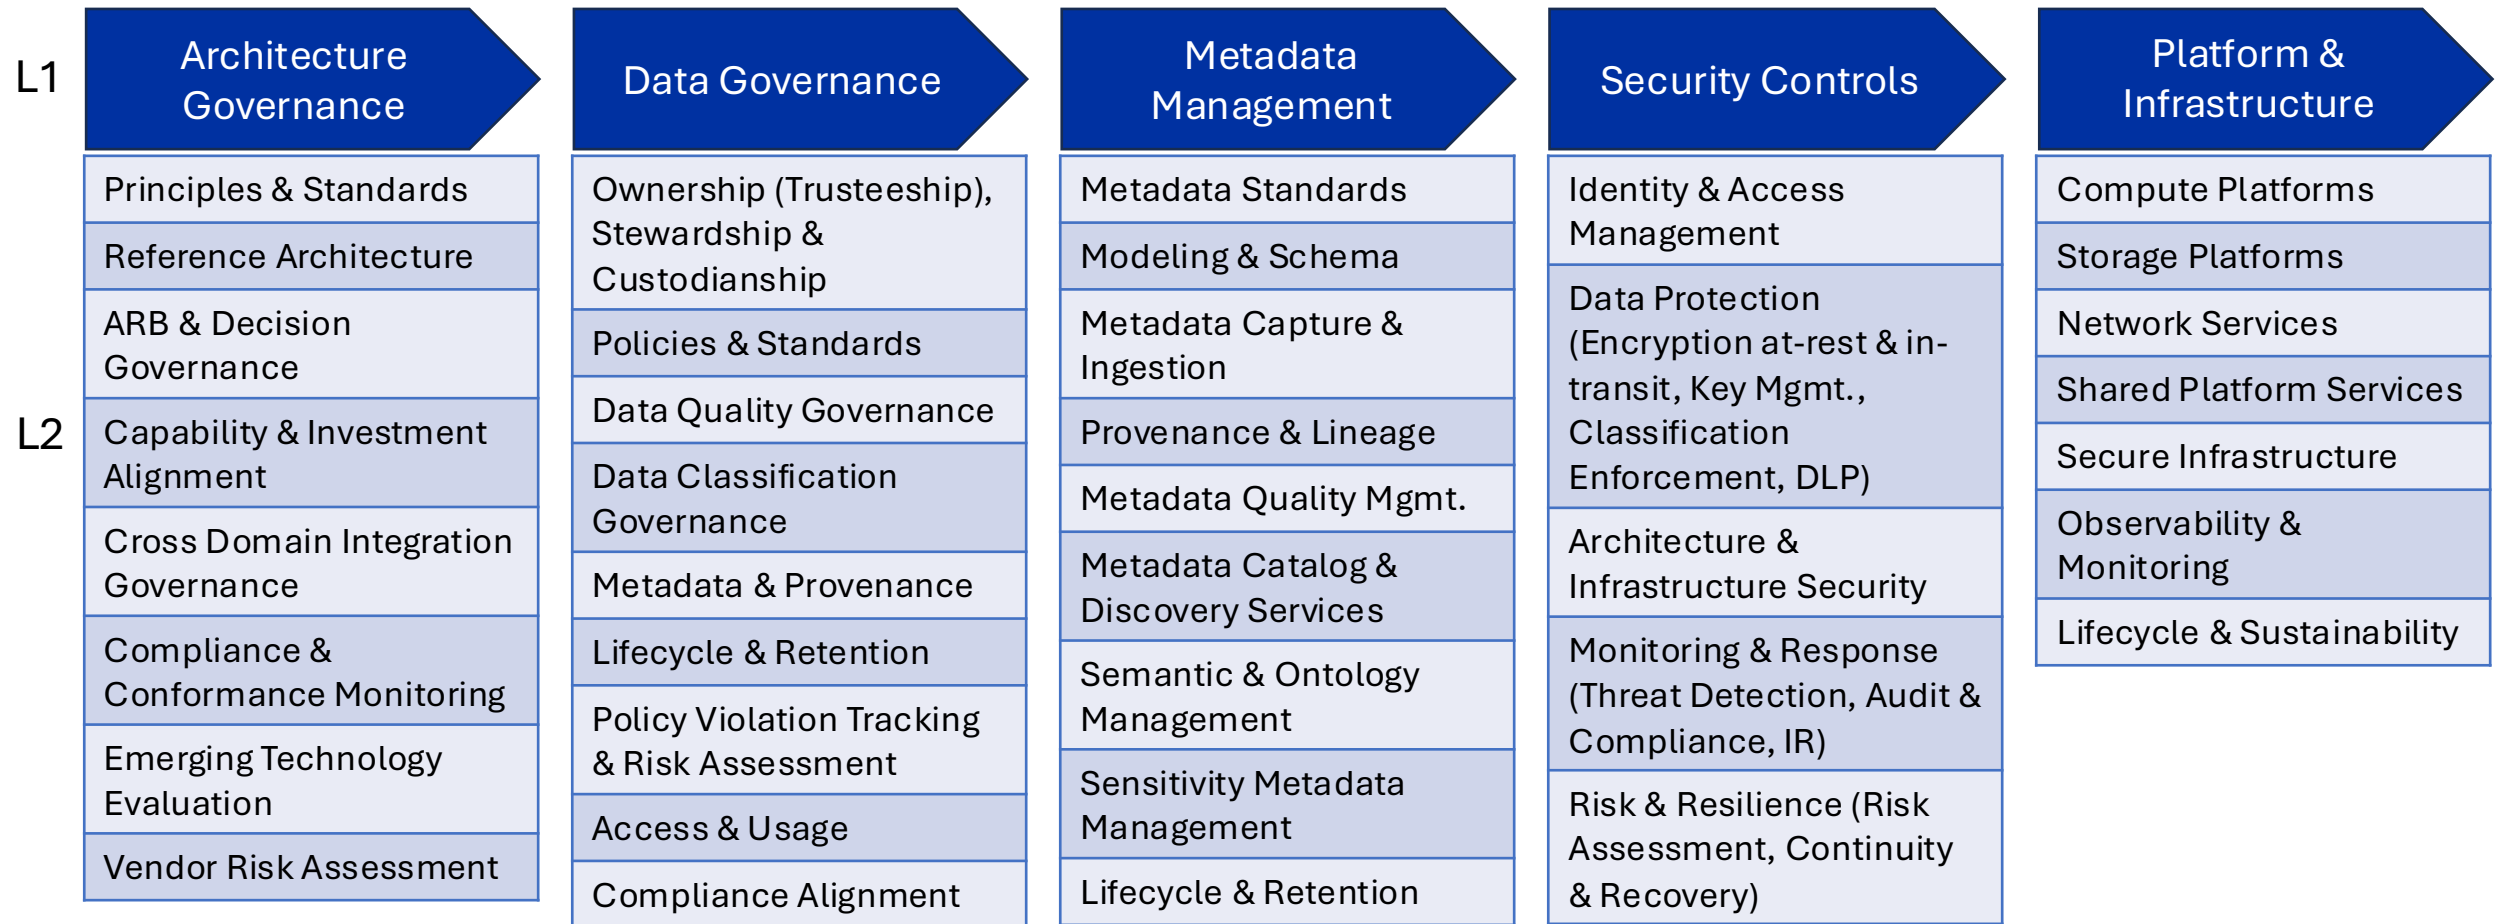 L1
Architecture
Governance
Data Governance
Metadata
Management
Security Controls
Platform &
Infrastructure
L2
Principles & Standards
Reference Architecture
ARB & Decision
Governance
Capability & Investment
Alignment
Cross Domain Integration
Governance
Compliance &
Conformance Monitoring
Emerging Technology
Evaluation
Vendor Risk Assessment
Ownership (Trusteeship),
Stewardship &
Custodianship
Policies & Standards
Data Quality Governance
Data Classification
Governance
Metadata & Provenance
Lifecycle & Retention
Policy Violation Tracking
& Risk Assessment
Access & Usage
Compliance Alignment
Metadata Standards
Modeling & Schema
Metadata Capture &
Ingestion
Provenance & Lineage
Metadata Quality Mgmt.
Metadata Catalog &
Discovery Services
Semantic & Ontology
Management
Sensitivity Metadata
Management
Lifecycle & Retention
Identity & Access
Management
Data Protection
(Encryption at-rest & in-
transit, Key Mgmt.,
Classification
Enforcement, DLP)
Architecture &
Infrastructure Security
Monitoring & Response
(Threat Detection, Audit &
Compliance, IR)
Risk & Resilience (Risk
Assessment, Continuity
& Recovery)
Compute Platforms
Storage Platforms
Network Services
Shared Platform Services
Secure Infrastructure
Observability &
Monitoring
Lifecycle & Sustainability